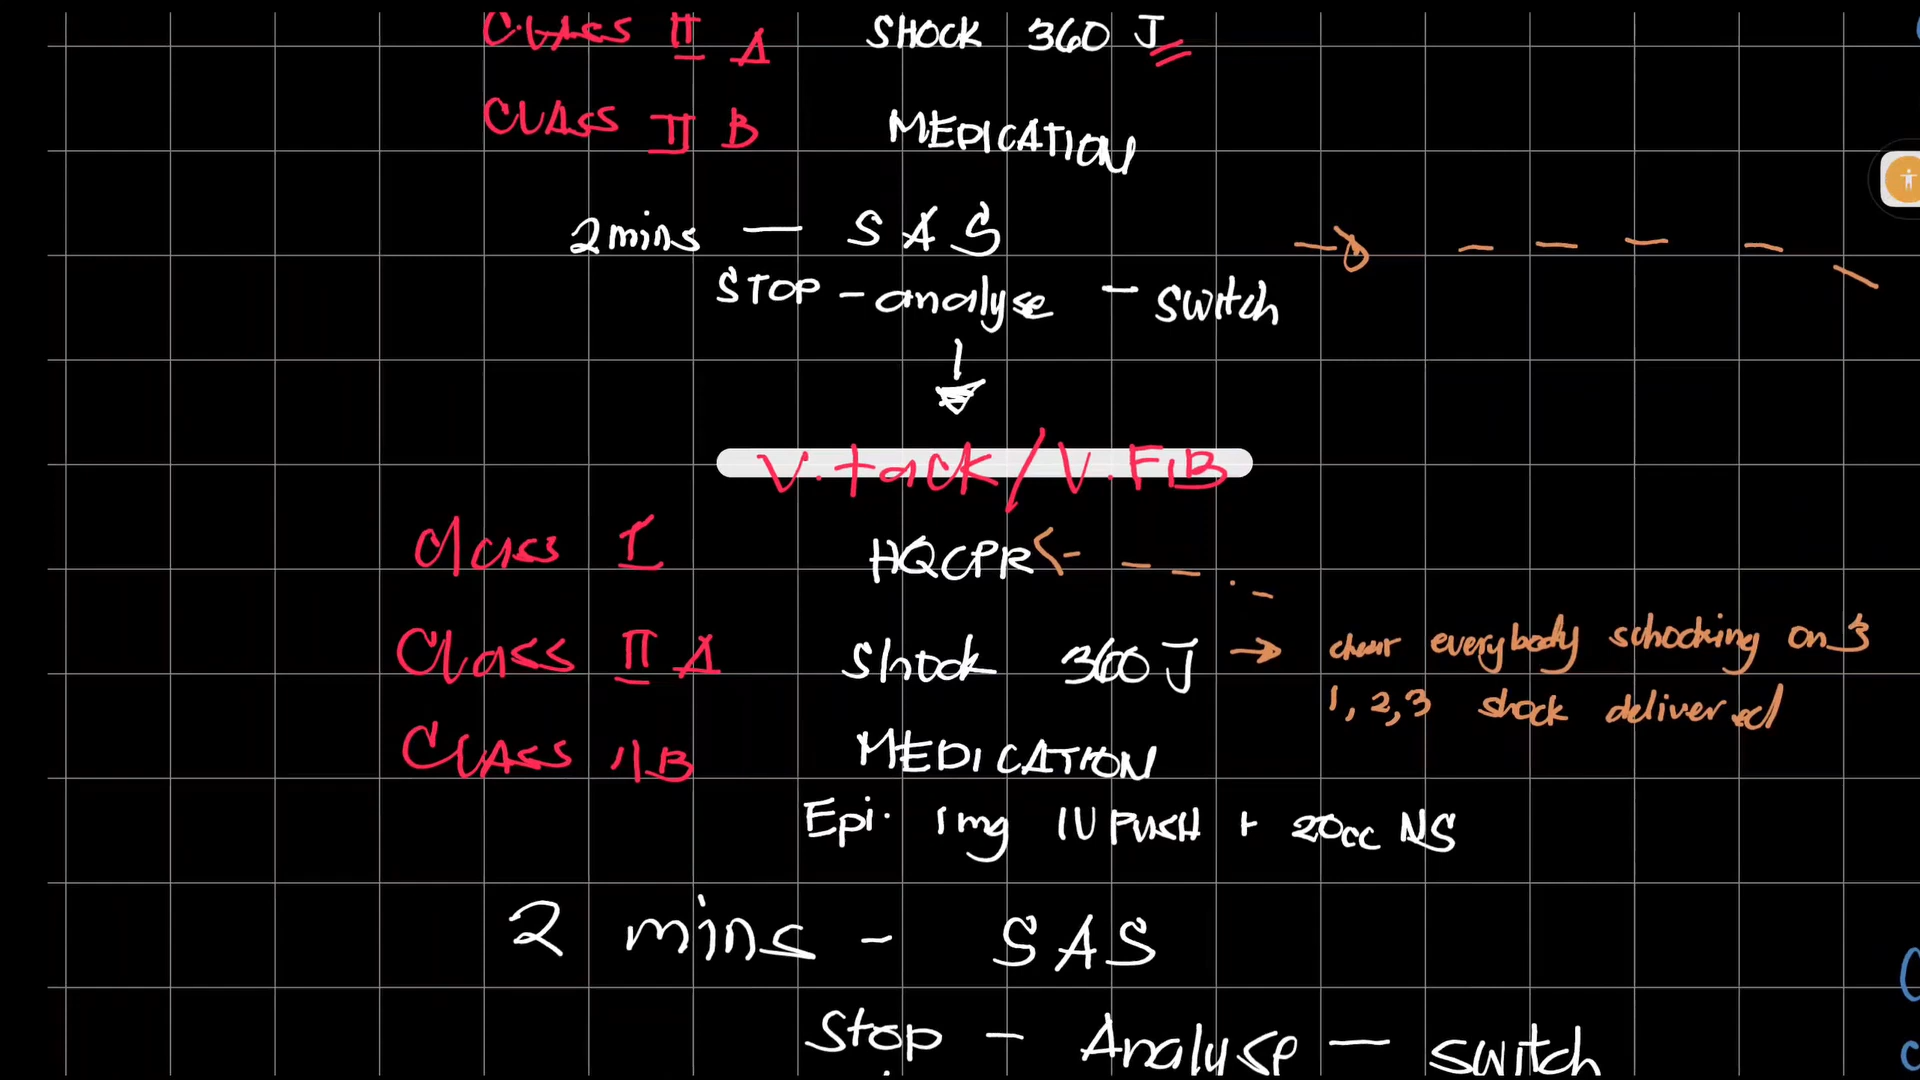 CLASS II A SHOCK 360 J
CLASS II B MEDICATION
2mins — SAS
STOP - analyse - switch
V.tack / V.FIB
class I HQCPR
Class II A Shock 360 J → clear everybody schocking on 3
1, 2, 3 shock delivered
CLASS IIB MEDICATION
Epi. 1mg IV PUSH + 20cc NS
2 mins - SAS
Stop - Analyse - switch